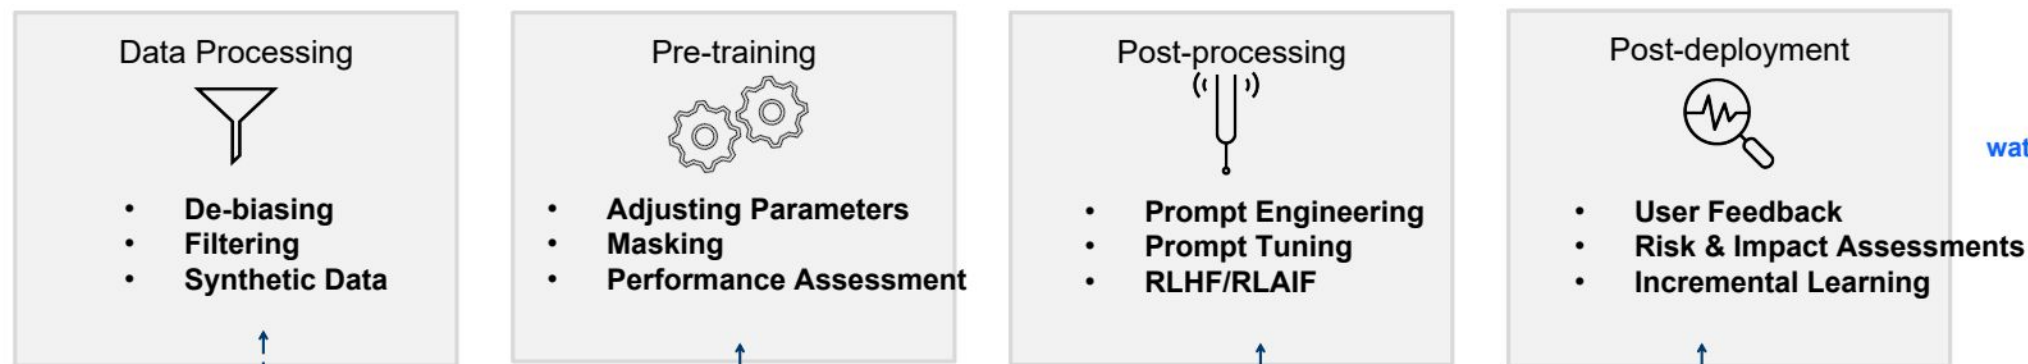 Data Processing
• De-biasing
• Filtering
• Synthetic Data
Pre-training
• Adjusting Parameters
• Masking
• Performance Assessment
Post-processing
• Prompt Engineering
• Prompt Tuning
• RLHF/RLAIF
Post-deployment
• User Feedback
• Risk & Impact Assessments
• Incremental Learning